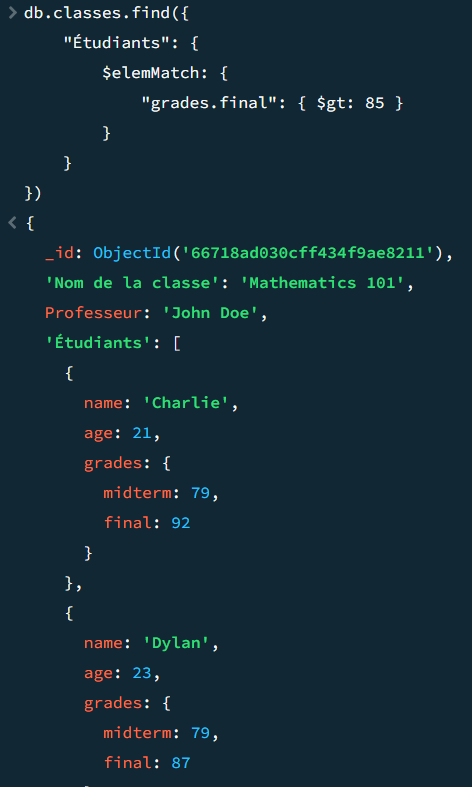 db.classes.find({
"Étudiants": {
$elemMatch: {
"grades.final": { $gt: 85 }
}
}
})
{
_id: ObjectId('66718ad030cff434f9ae8211'),
'Nom de la classe': 'Mathematics 101',
Professeur: 'John Doe',
'Étudiants': [
{
name: 'Charlie',
age: 21,
grades: {
midterm: 79,
final: 92
}
},
{
name: 'Dylan',
age: 23,
grades: {
midterm: 79,
final: 87